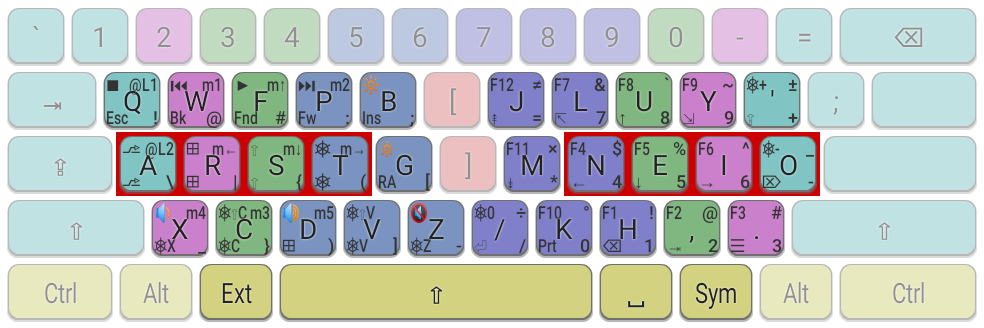 ` 1 2 3 4 5 6 7 8 9 0 - = ⌫
⇥ ■ @L1 Q Esc ! ⏮ m1 W Bk @ ▶ m↑ F Fnd # ⏭ m2 P Fw : B Ins ; [ F12 ≠ J ⇞ = F7 & L ⇱ 7 F8 ` U ↑ 8 F9 ~ Y ⇲ 9 ⎈+ ± ' ⇧ + ;
⇪ @L2 A \ ⊞ m← R ⊞ | ⇧ m↓ S ⇧ { ⎈ m→ T ⎈ ( G RA [ ] F11 × M ⇟ * F4 $ N ← 4 F5 % E ↓ 5 F6 ^ I → 6 ⎈- _ O ⌦ -
⇧ m4 X ⎈X _ ⎈⇧C m3 C ⎈C } m5 D ⊞ ) ⎈⇧V V ⎈V ] Z ⎈Z - ⎈0 ÷ / ⏎ / F10 ° K Prt 0 F1 ! H ⌫ 1 F2 @ , ⇥ 2 F3 # . ☰ 3 ⇧
Ctrl Alt Ext ⇧ ⎵ Sym Alt Ctrl